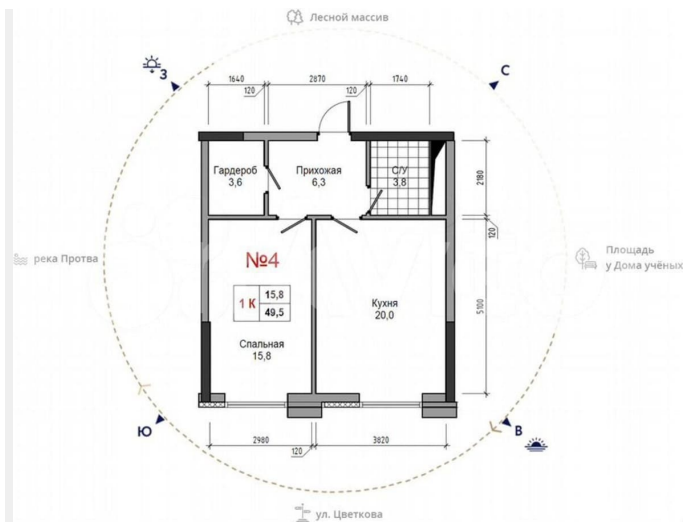 Лесной массив
З
С
1640
2870
1740
120
120
Гардероб
3,6
Прихожая
6,3
С/У
3,8
2180
120
река Протва
Площадь
у Дома учёных
№4
1 К
15,8
49,5
Кухня
20,0
5100
Спальная
15,8
Ю
В
2980
3820
120
ул. Цветкова